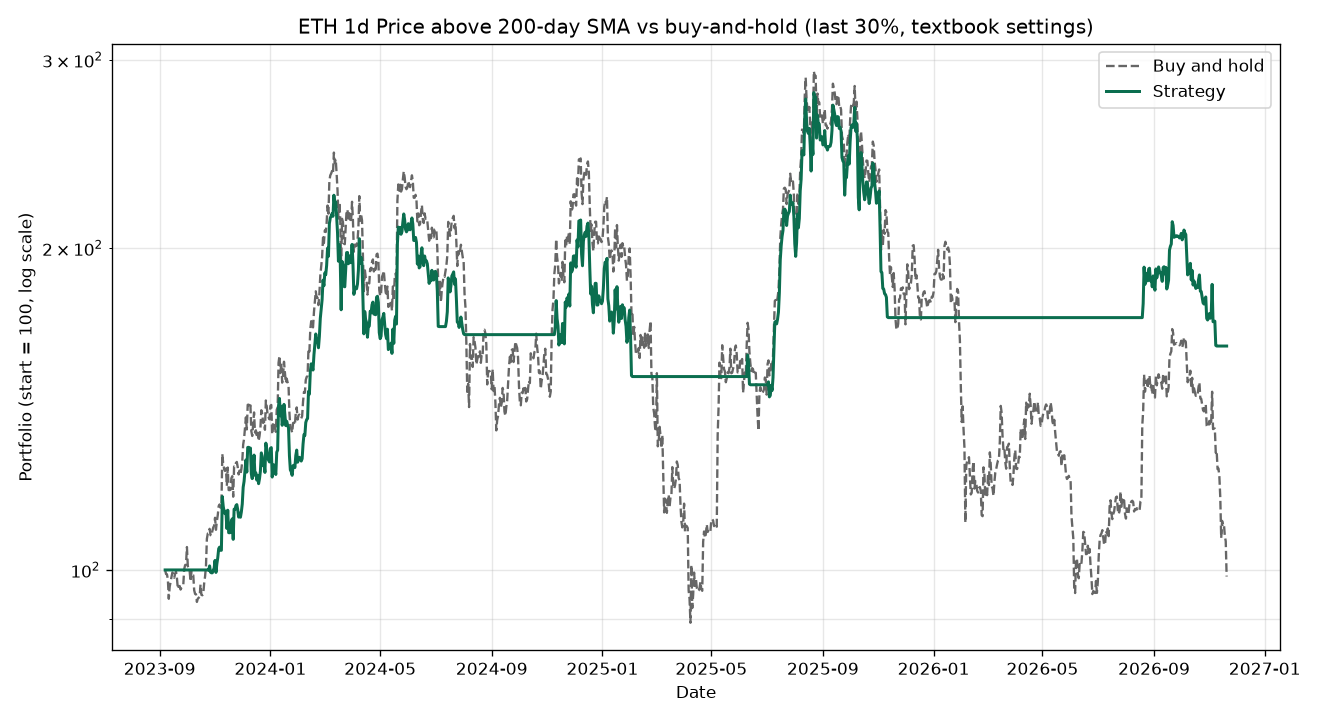 ETH 1d Price above 200-day SMA vs buy-and-hold (last 30%, textbook settings)
Buy and hold
Strategy
Portfolio (start = 100, log scale)
3 × 10²
2 × 10²
10²
2023-09 2024-01 2024-05 2024-09 2025-01 2025-05 2025-09 2026-01 2026-05 2026-09 2027-01
Date